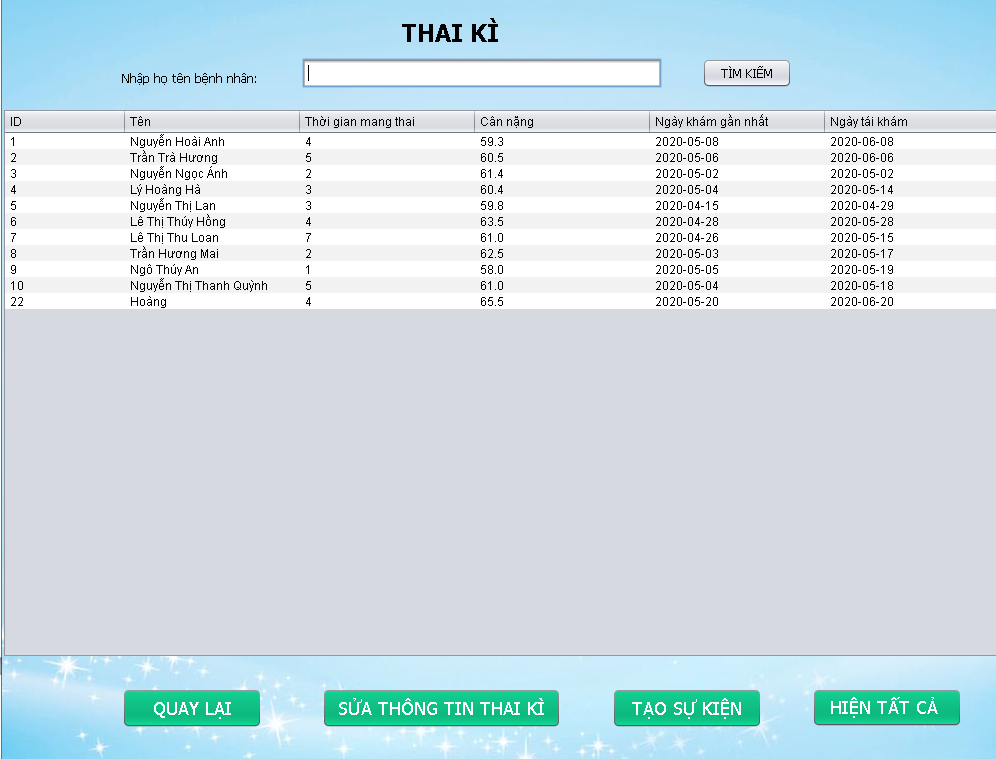 THAI KÌ
Nhập họ tên bệnh nhân: TÌM KIẾM
ID Tên Thời gian mang thai Cân nặng Ngày khám gần nhất Ngày tái khám
1 Nguyễn Hoài Anh 4 59.3 2020-05-08 2020-06-08
2 Trần Trà Hương 5 60.5 2020-05-06 2020-06-06
3 Nguyễn Ngọc Ánh 2 61.4 2020-05-02 2020-05-02
4 Lý Hoàng Hà 3 60.4 2020-05-04 2020-05-14
5 Nguyễn Thị Lan 3 59.8 2020-04-15 2020-04-29
6 Lê Thị Thúy Hồng 4 63.5 2020-04-28 2020-05-28
7 Lê Thị Thu Loan 7 61.0 2020-04-26 2020-05-15
8 Trần Hương Mai 2 62.5 2020-05-03 2020-05-17
9 Ngô Thúy An 1 58.0 2020-05-05 2020-05-19
10 Nguyễn Thị Thanh Quỳnh 5 61.0 2020-05-04 2020-05-18
22 Hoàng 4 65.5 2020-05-20 2020-06-20
QUAY LẠI SỬA THÔNG TIN THAI KÌ TẠO SỰ KIỆN HIỆN TẤT CẢ